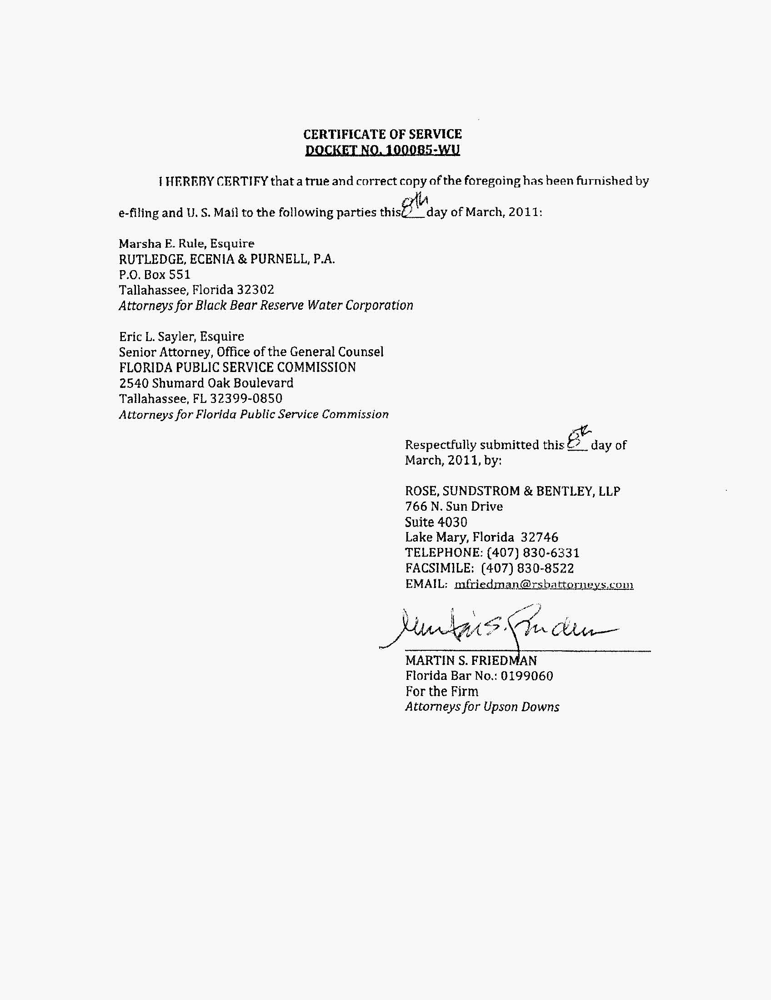 CERTIFICATE OF SERVICE
DOCKET NO. 100085-WU
I HEREBY CERTIFY that a true and correct copy of the foregoing has been furnished by
e-filing and U. S. Mail to the following parties this 8th day of March, 2011:
Marsha E. Rule, Esquire
RUTLEDGE, ECENIA & PURNELL, P.A.
P.O. Box 551
Tallahassee, Florida 32302
Attorneys for Black Bear Reserve Water Corporation
Eric L. Sayler, Esquire
Senior Attorney, Office of the General Counsel
FLORIDA PUBLIC SERVICE COMMISSION
2540 Shumard Oak Boulevard
Tallahassee, FL 32399-0850
Attorneys for Florida Public Service Commission
Respectfully submitted this 8th day of
March, 2011, by:
ROSE, SUNDSTROM & BENTLEY, LLP
766 N. Sun Drive
Suite 4030
Lake Mary, Florida 32746
TELEPHONE: (407) 830-6331
FACSIMILE: (407) 830-8522
EMAIL: mfriedman@rsbattorneys.com
Martin S. Friedman
MARTIN S. FRIEDMAN
Florida Bar No.: 0199060
For the Firm
Attorneys for Upson Downs